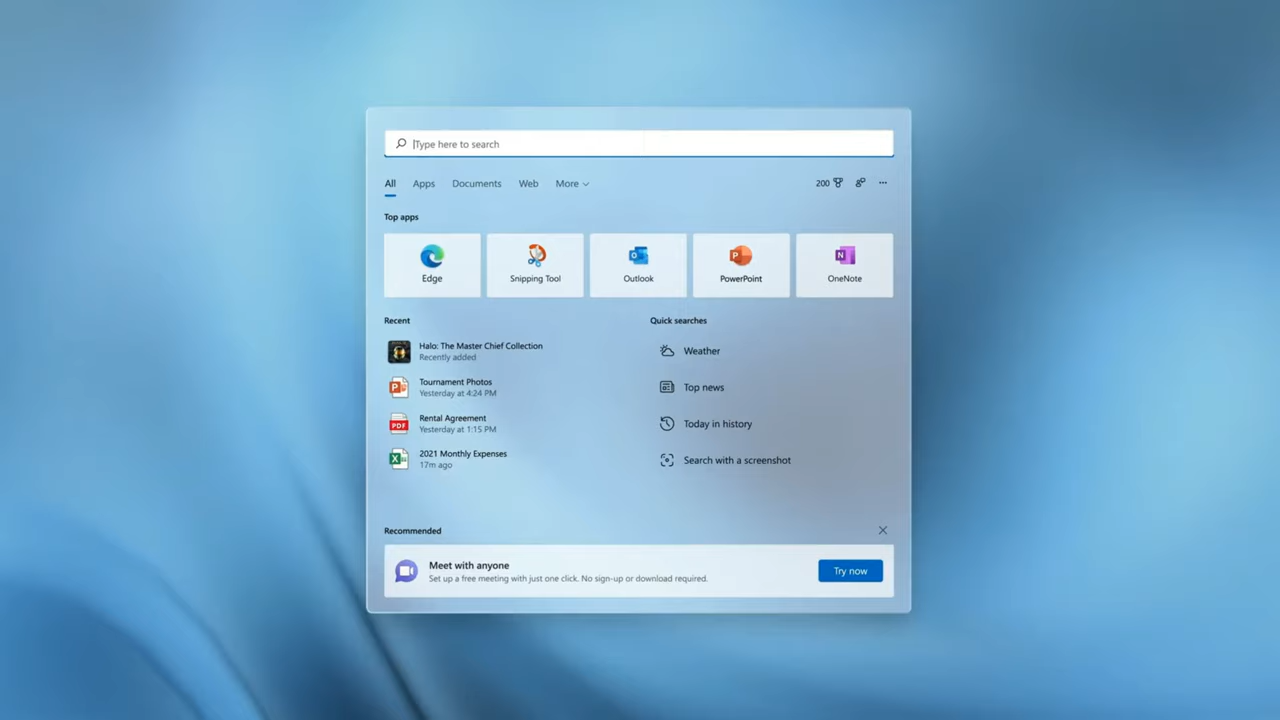 Type here to search
All Apps Documents Web More
200
Top apps
Edge Snipping Tool Outlook PowerPoint OneNote
Recent
Halo: The Master Chief Collection
Recently added
Tournament Photos
Yesterday at 4:24 PM
Rental Agreement
Yesterday at 1:15 PM
2021 Monthly Expenses
17m ago
Quick searches
Weather
Top news
Today in history
Search with a screenshot
Recommended
Meet with anyone
Set up a free meeting with just one click. No sign-up or download required.
Try now